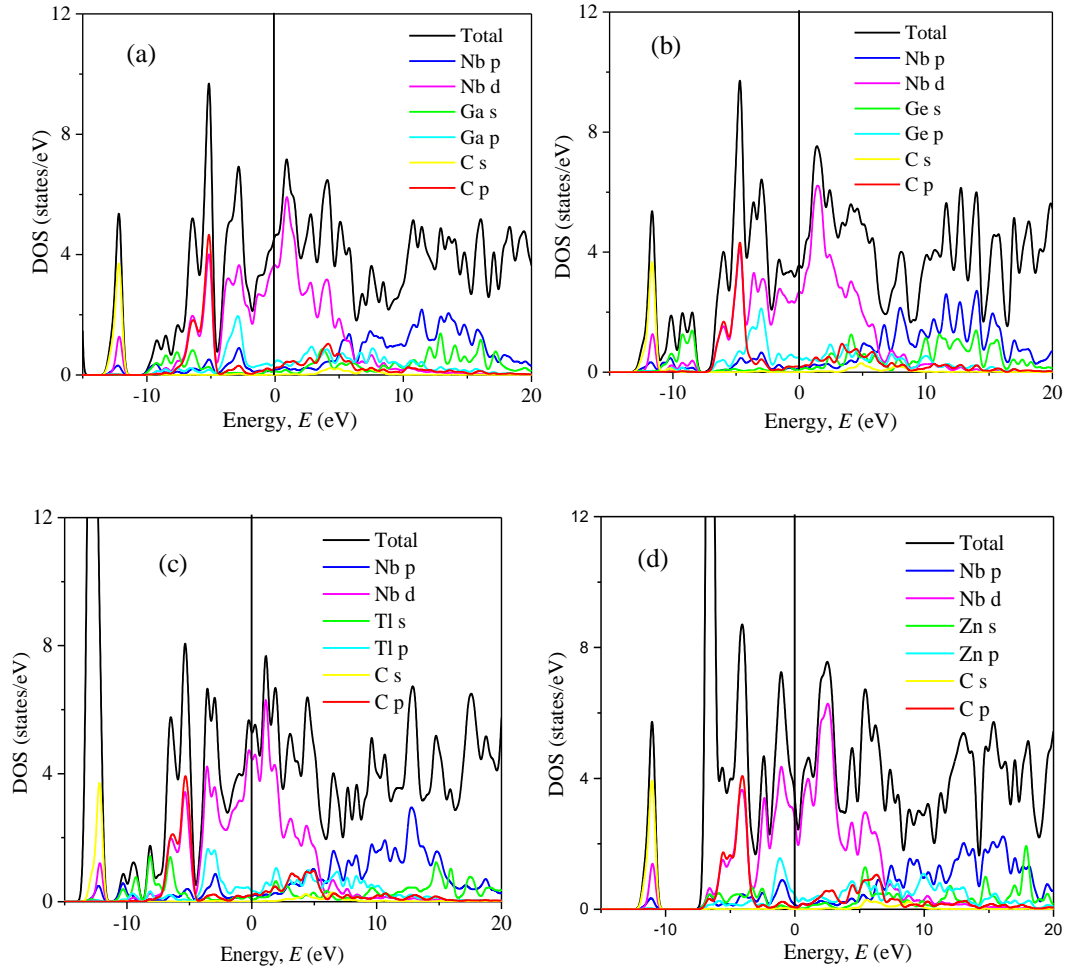 12
(a)
Total
Nb p
Nb d
Ga s
Ga p
C s
C p
8
4
0
DOS (states/eV)
-10
0
10
20
Energy, E (eV)
12
(b)
Total
Nb p
Nb d
Ge s
Ge p
C s
C p
8
4
0
DOS (states/eV)
-10
0
10
20
Energy, E (eV)
12
(c)
Total
Nb p
Nb d
Tl s
Tl p
C s
C p
8
4
0
DOS (states/eV)
-10
0
10
20
Energy, E (eV)
12
(d)
Total
Nb p
Nb d
Zn s
Zn p
C s
C p
8
4
0
DOS (states/eV)
-10
0
10
20
Energy, E (eV)